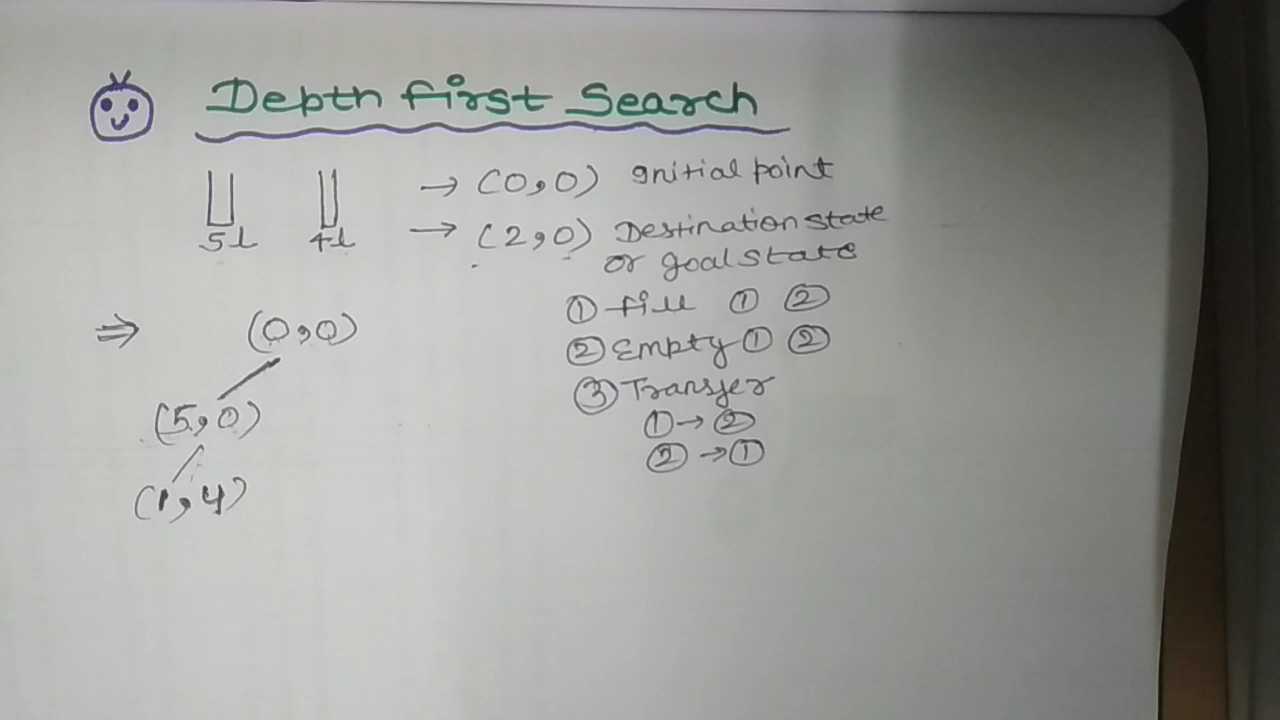 Depth First Search
5l 4l
→ (0,0) Initial point
→ (2,0) Destination state
or goal state
⇒ (0,0)
(5,0)
(1,4)
① fill ① ②
② Empty ① ②
③ Transfer
① → ②
② → ①